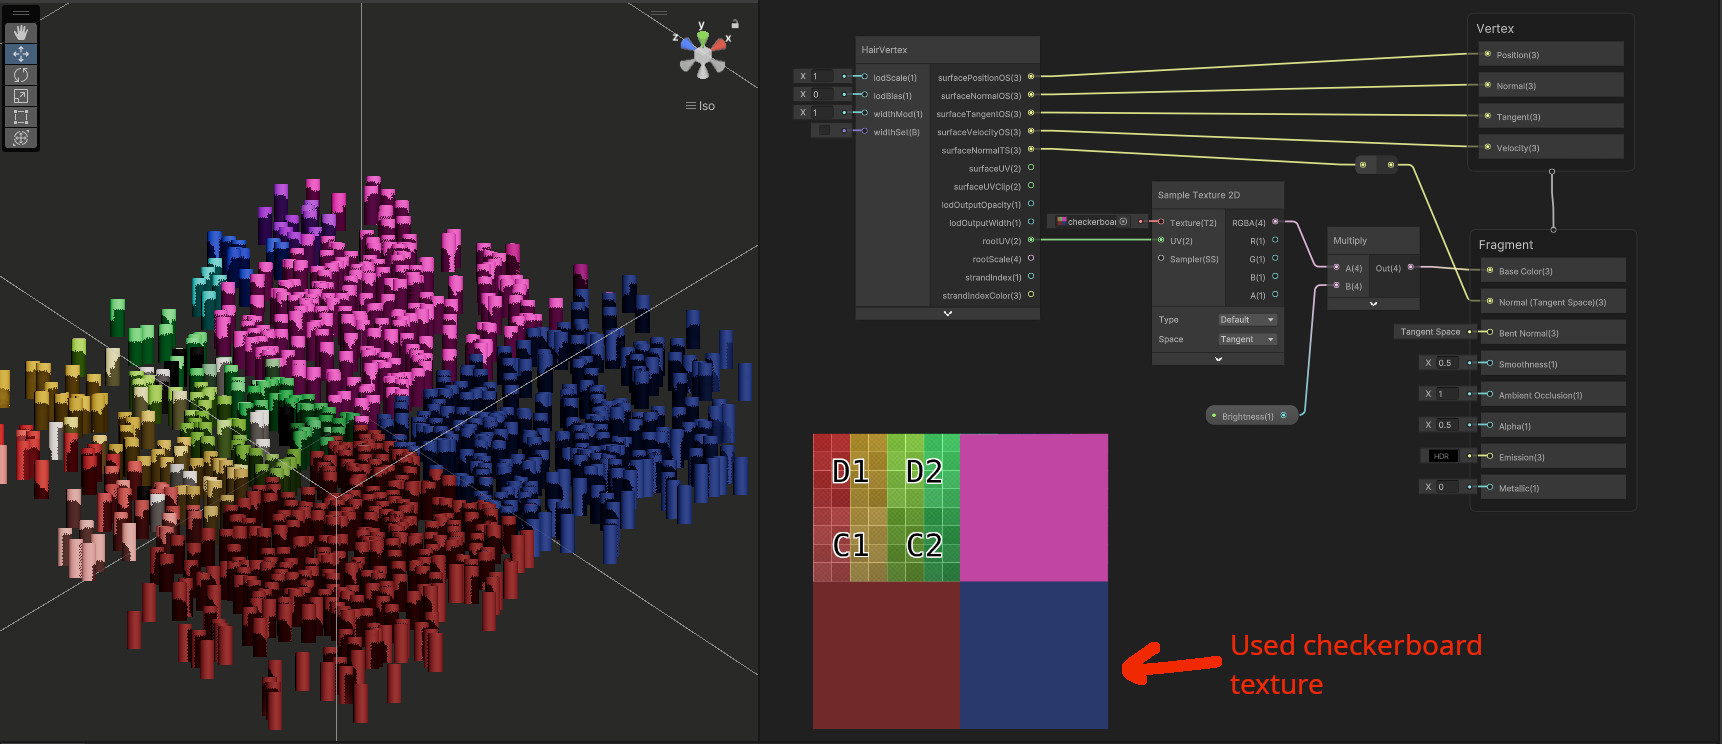 y
z
x
Iso
HairVertex
X 1
lodScale(1)
surfacePositionOS(3)
X 0
lodBias(1)
surfaceNormalOS(3)
X 1
widthMod(1)
surfaceTangentOS(3)
widthSet(B)
surfaceVelocityOS(3)
surfaceNormalTS(3)
surfaceUV(2)
surfaceUVClip(2)
lodOutputOpacity(1)
lodOutputWidth(1)
rootUV(2)
rootScale(4)
strandIndex(1)
strandIndexColor(3)
checkerboar
Sample Texture 2D
Texture(T2)
RGBA(4)
UV(2)
R(1)
Sampler(SS)
G(1)
B(1)
A(1)
Type
Default
Space
Tangent
Multiply
A(4)
Out(4)
B(4)
Brightness(1)
Vertex
Position(3)
Normal(3)
Tangent(3)
Velocity(3)
Fragment
Base Color(3)
Normal (Tangent Space)(3)
Tangent Space
Bent Normal(3)
X 0.5
Smoothness(1)
X 1
Ambient Occlusion(1)
X 0.5
Alpha(1)
HDR
Emission(3)
X 0
Metallic(1)
D1 D2
C1 C2
Used checkerboard
texture